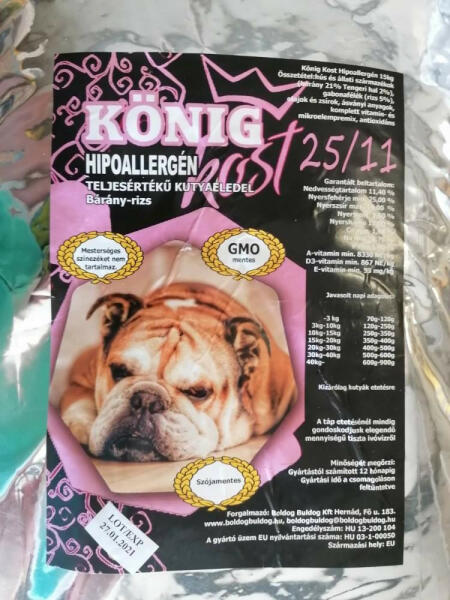 König Kost Hipoallergén 15kg
Összetétel:hús és állati származékok
(bárány 21% Tengeri hal 2%),
gabonafélék (rizs 5%),
olajok és zsírok, ásványi anyagok,
komplett vitamin- és
mikroelempremix, antioxidáns
KÖNIG
kost 25/11
HIPOALLERGÉN
TELJESÉRTÉKŰ KUTYAELEDEL
Bárány-rizs
Garantált beltartalom:
Nedvességtartalom 11,40 %
Nyersfehérje min. 25,00 %
Nyerszsír
A-vitamin min. 8330 NE/kg
D3-vitamin min. 867 NE/kg
E-vitamin min. 95 mg/kg
Mesterséges
színezéket nem
tartalmaz.
GMO
mentes
Javasolt napi adagolás:
-3 kg 70g-120g
3kg-10kg 120g-250g
10kg-15kg 250g-350g
15kg-20kg 350g-400g
20kg-30kg 400g-500g
30kg-40kg 500g-600g
40kg- 600g-900g
Kizárólag kutyák etetésre
A táp etetésénél mindig
gondoskodjusk elegendő
mennyiségű tiszta ivóvizről
Szójamentes
Minőségét megőrzi:
Gyártástól számított 12 hónapig
Gyártási idő a csomagoláson
feltüntetve
LOT/EXP
27.01.2021
Forgalmazó: Boldog Buldog Kft Hernád, Fő u. 183.
www.boldogbuldog.hu, boldogbuldog@boldogbuldog.hu
Engedélyszám: HU 13-200 104
A gyártó üzem EU nyilvántartási száma: HU 03-1-00050
Származási hely: EU